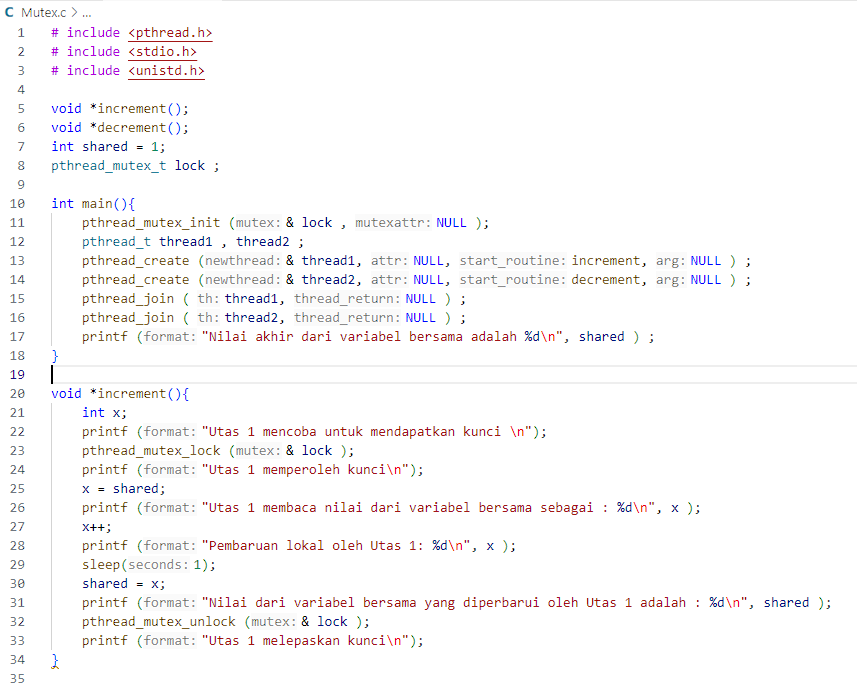 C Mutex.c > ...
1 # include <pthread.h>
2 # include <stdio.h>
3 # include <unistd.h>
4
5 void *increment();
6 void *decrement();
7 int shared = 1;
8 pthread_mutex_t lock ;
9
10 int main(){
11 pthread_mutex_init (mutex: & lock , mutexattr: NULL );
12 pthread_t thread1 , thread2 ;
13 pthread_create (newthread: & thread1, attr: NULL, start_routine: increment, arg: NULL ) ;
14 pthread_create (newthread: & thread2, attr: NULL, start_routine: decrement, arg: NULL ) ;
15 pthread_join ( th: thread1, thread_return: NULL ) ;
16 pthread_join ( th: thread2, thread_return: NULL ) ;
17 printf (format: "Nilai akhir dari variabel bersama adalah %d\n", shared ) ;
18 }
19
20 void *increment(){
21 int x;
22 printf (format: "Utas 1 mencoba untuk mendapatkan kunci \n");
23 pthread_mutex_lock (mutex: & lock );
24 printf (format: "Utas 1 memperoleh kunci\n");
25 x = shared;
26 printf (format: "Utas 1 membaca nilai dari variabel bersama sebagai : %d\n", x );
27 x++;
28 printf (format: "Pembaruan lokal oleh Utas 1: %d\n", x );
29 sleep(seconds: 1);
30 shared = x;
31 printf (format: "Nilai dari variabel bersama yang diperbarui oleh Utas 1 adalah : %d\n", shared );
32 pthread_mutex_unlock (mutex: & lock );
33 printf (format: "Utas 1 melepaskan kunci\n");
34 }
35